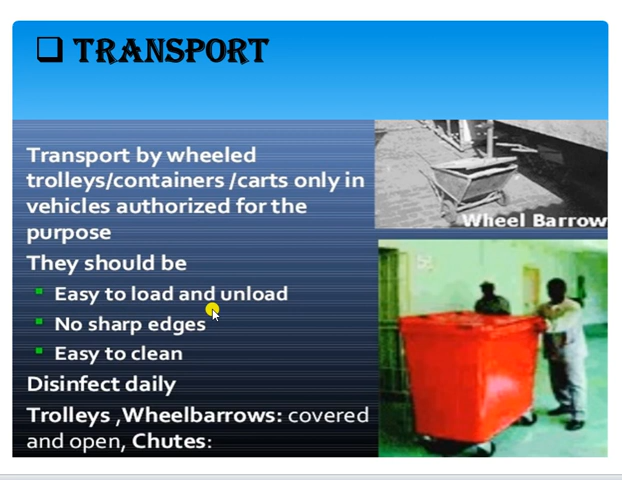 TRANSPORT
Transport by wheeled
trolleys/containers /carts only in
vehicles authorized for the
purpose
They should be
Easy to load and unload
No sharp edges
Easy to clean
Disinfect daily
Trolleys ,Wheelbarrows: covered
and open, Chutes:
Wheel Barrow